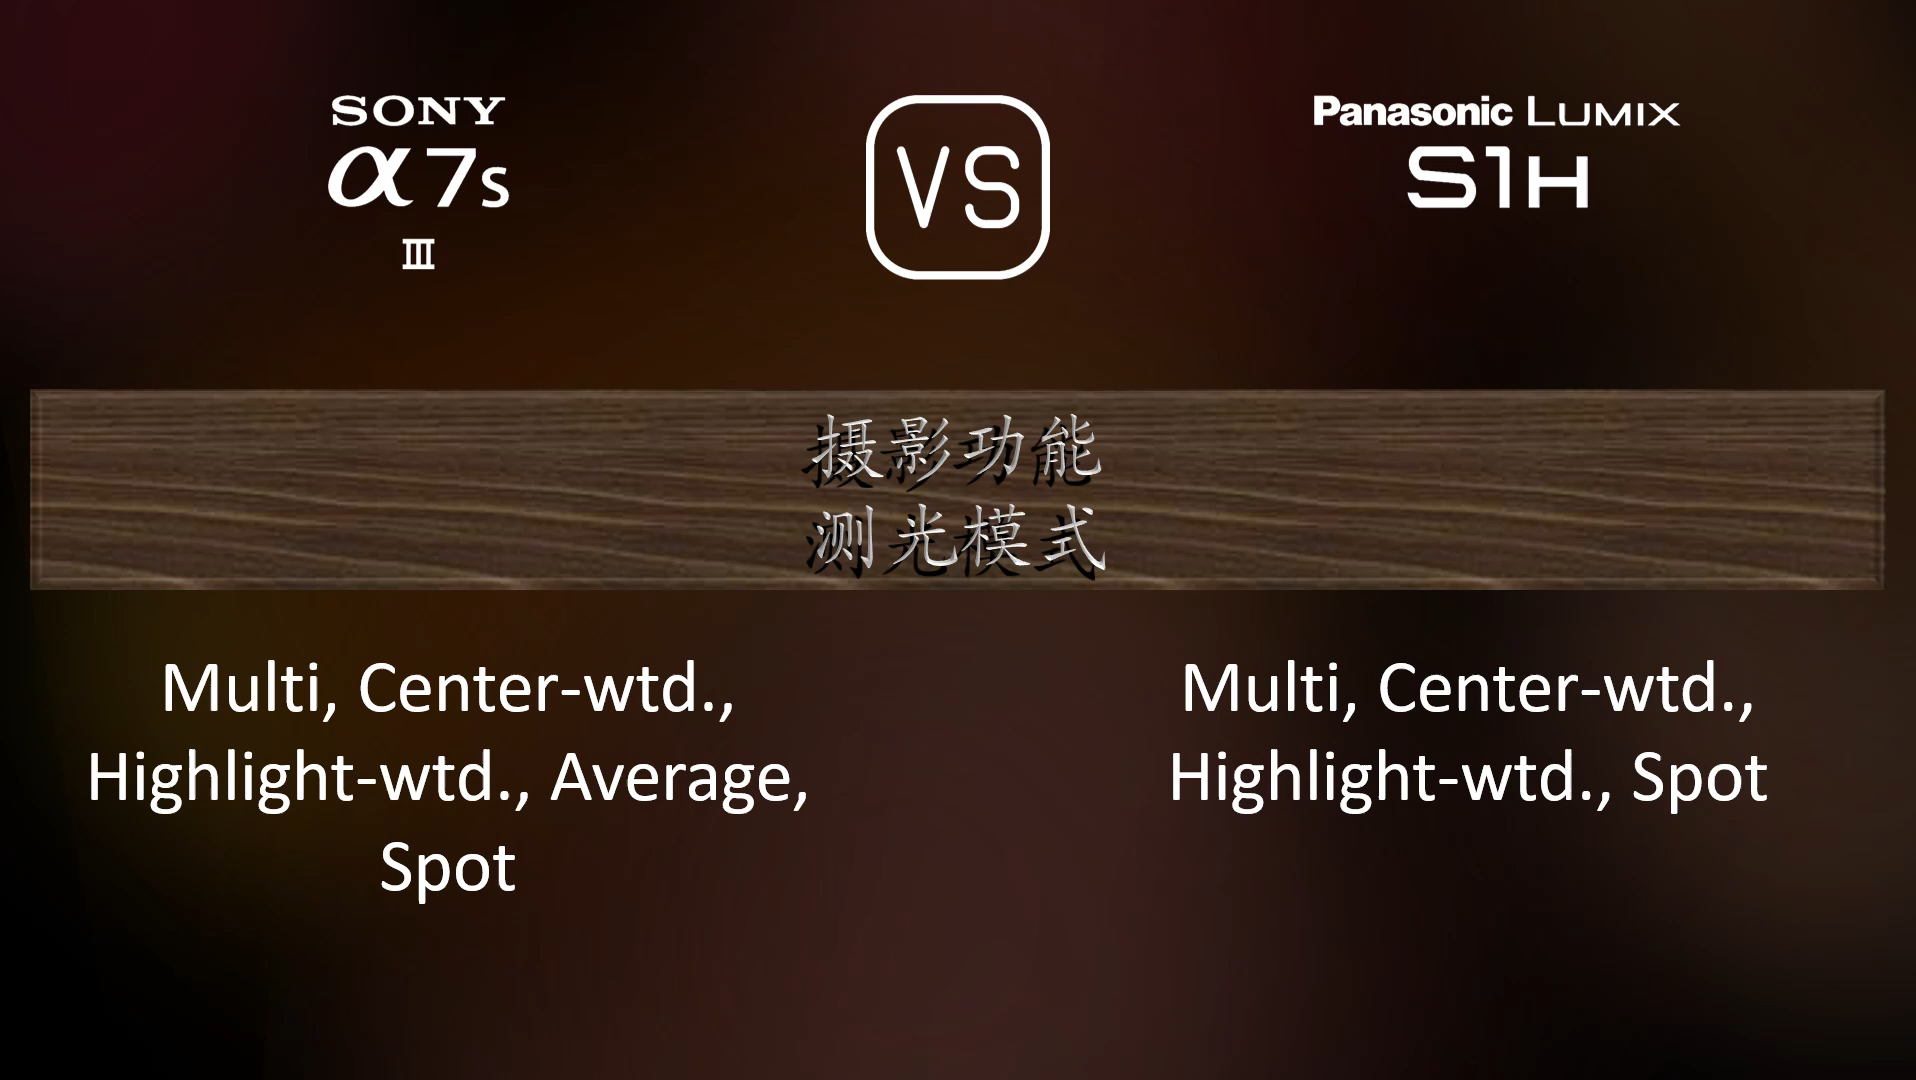 SONY
α7s
III
VS
Panasonic LUMIX
S1H
摄影功能
测光模式
Multi, Center-wtd.,
Highlight-wtd., Average,
Spot
Multi, Center-wtd.,
Highlight-wtd., Spot